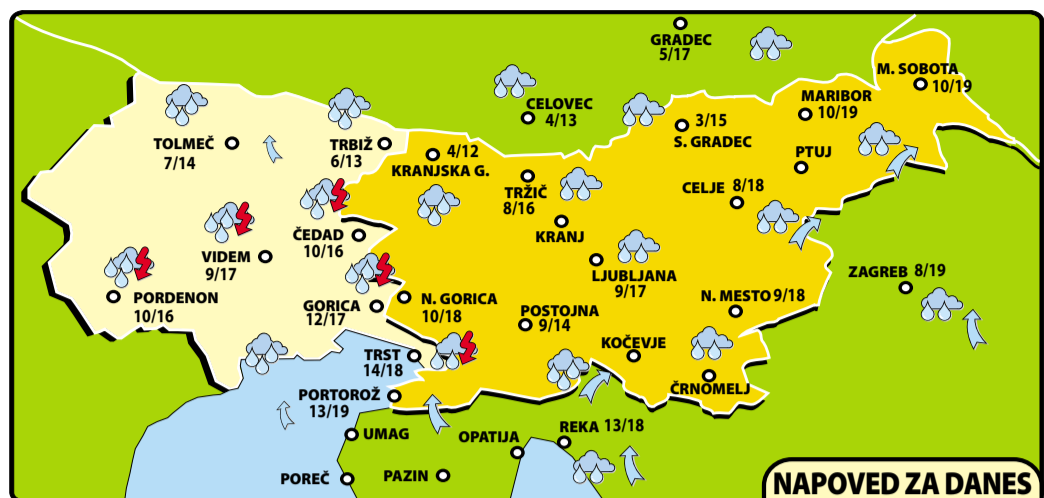 GRADEC
5/17
M. SOBOTA
10/19
MARIBOR
10/19
CELOVEC
4/13
3/15
S. GRADEC
TOLMEČ
7/14
TRBIŽ
6/13
4/12
KRANJSKA G.
PTUJ
TRŽIČ
8/16
CELJE 8/18
KRANJ
ČEDAD
10/16
VIDEM
9/17
LJUBLJANA
9/17
ZAGREB 8/19
PORDENON
10/16
GORICA
12/17
N. GORICA
10/18
POSTOJNA
9/14
N. MESTO 9/18
KOČEVJE
TRST
14/18
ČRNOMELJ
PORTOROŽ
13/19
UMAG
OPATIJA
REKA 13/18
POREČ
PAZIN
NAPOVED ZA DANES